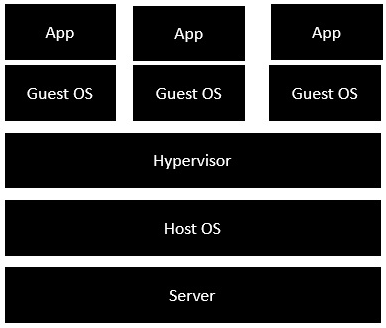 App
App
App
Guest OS
Guest OS
Guest OS
Hypervisor
Host OS
Server